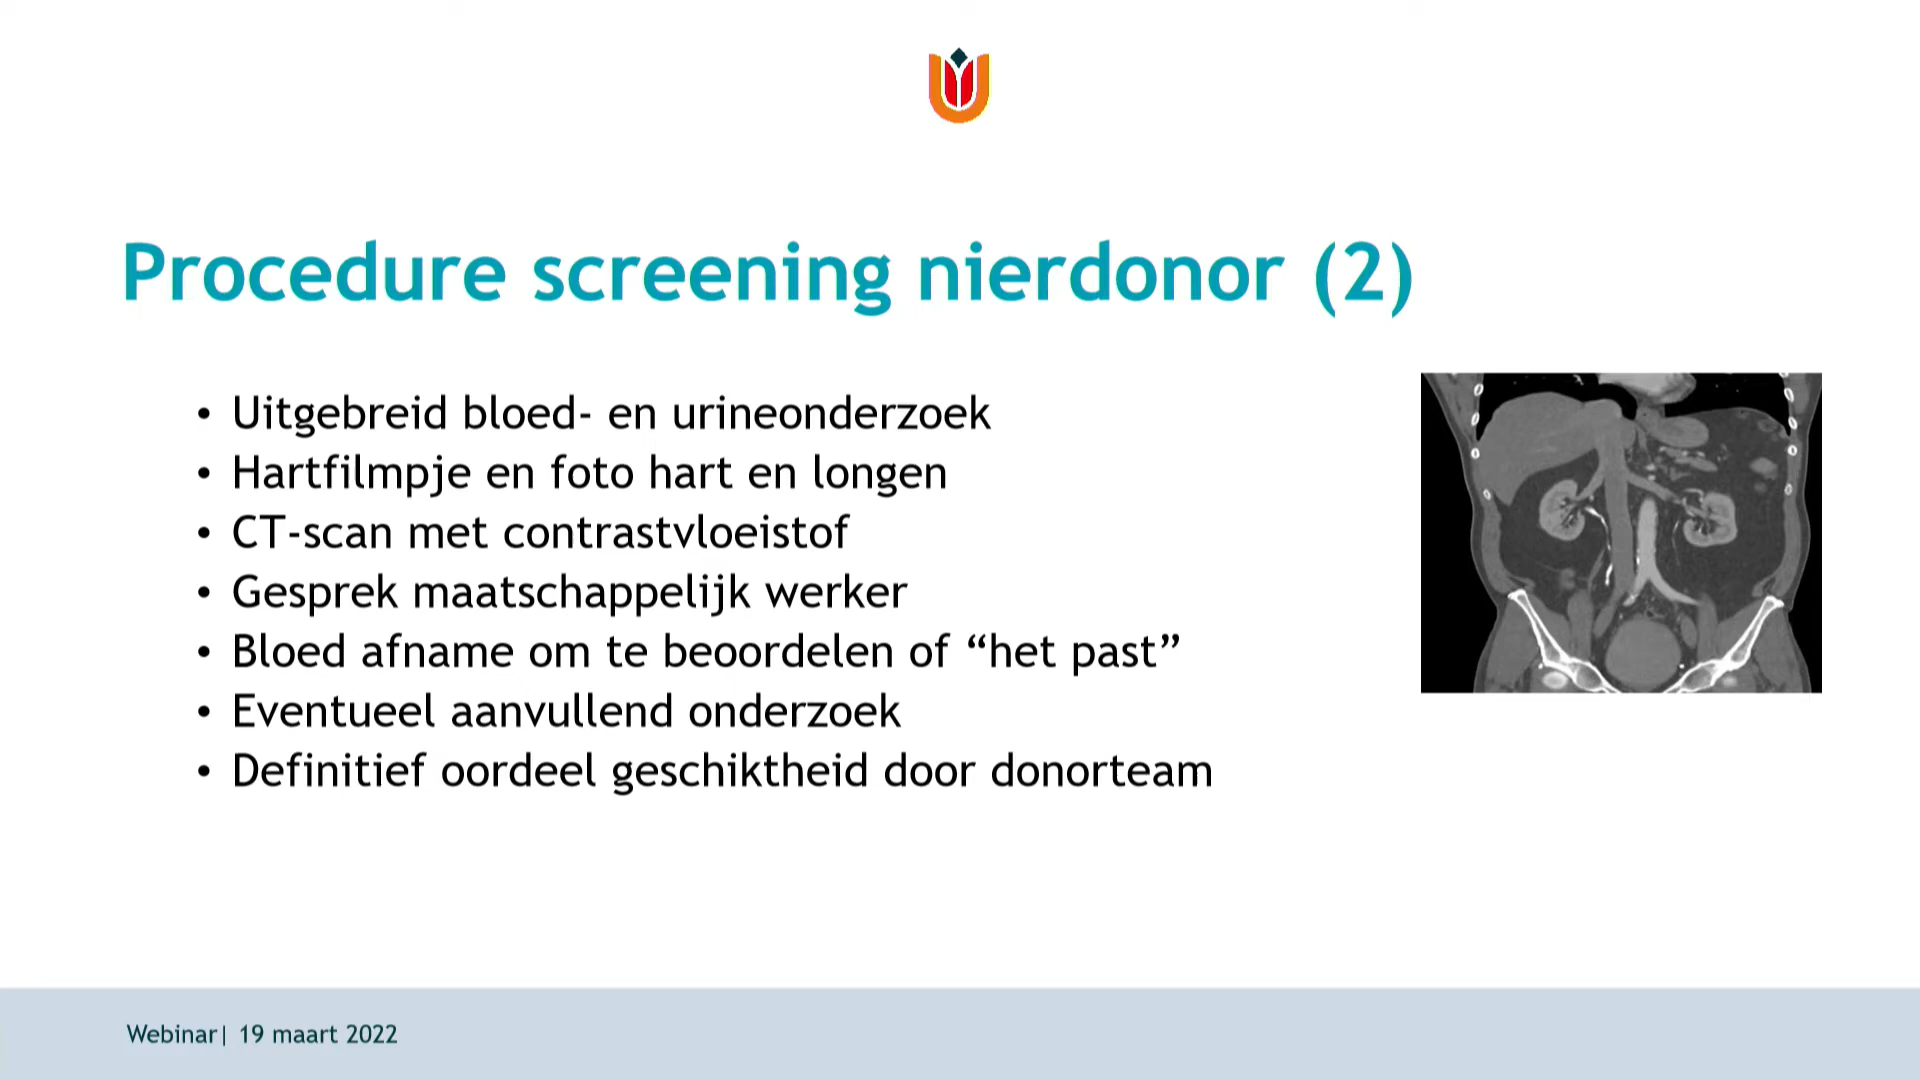 Procedure screening nierdonor (2)
• Uitgebreid bloed- en urineonderzoek
• Hartfilmpje en foto hart en longen
• CT-scan met contrastvloeistof
• Gesprek maatschappelijk werker
• Bloed afname om te beoordelen of “het past”
• Eventueel aanvullend onderzoek
• Definitief oordeel geschiktheid door donorteam
Webinar| 19 maart 2022